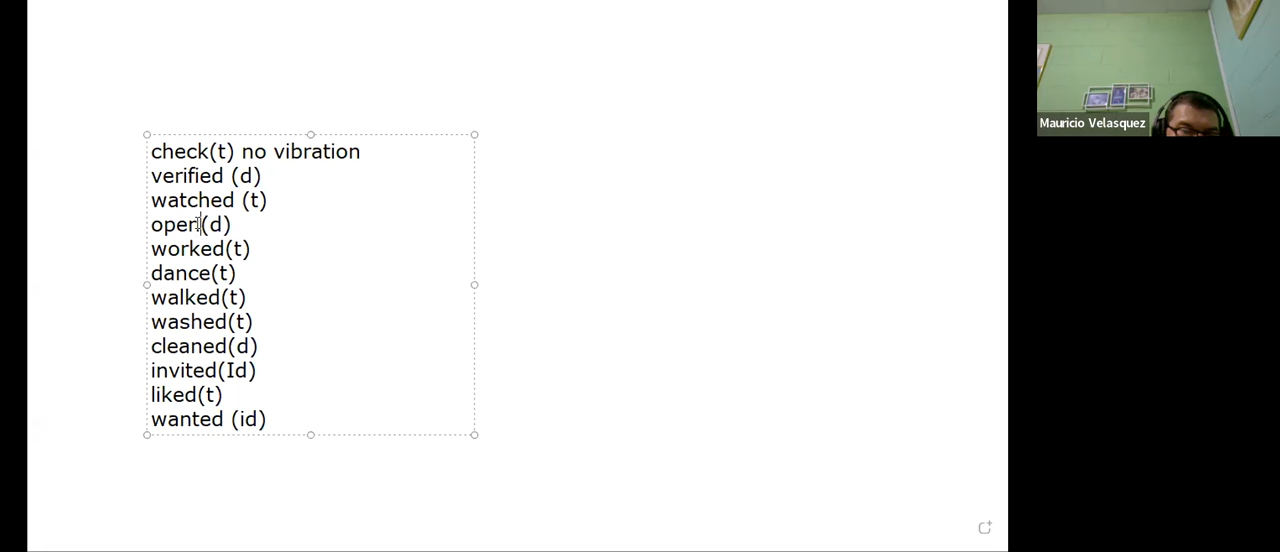 check(t) no vibration
verified (d)
watched (t)
open(d)
worked(t)
dance(t)
walked(t)
washed(t)
cleaned(d)
invited(Id)
liked(t)
wanted (id)
Mauricio Velasquez